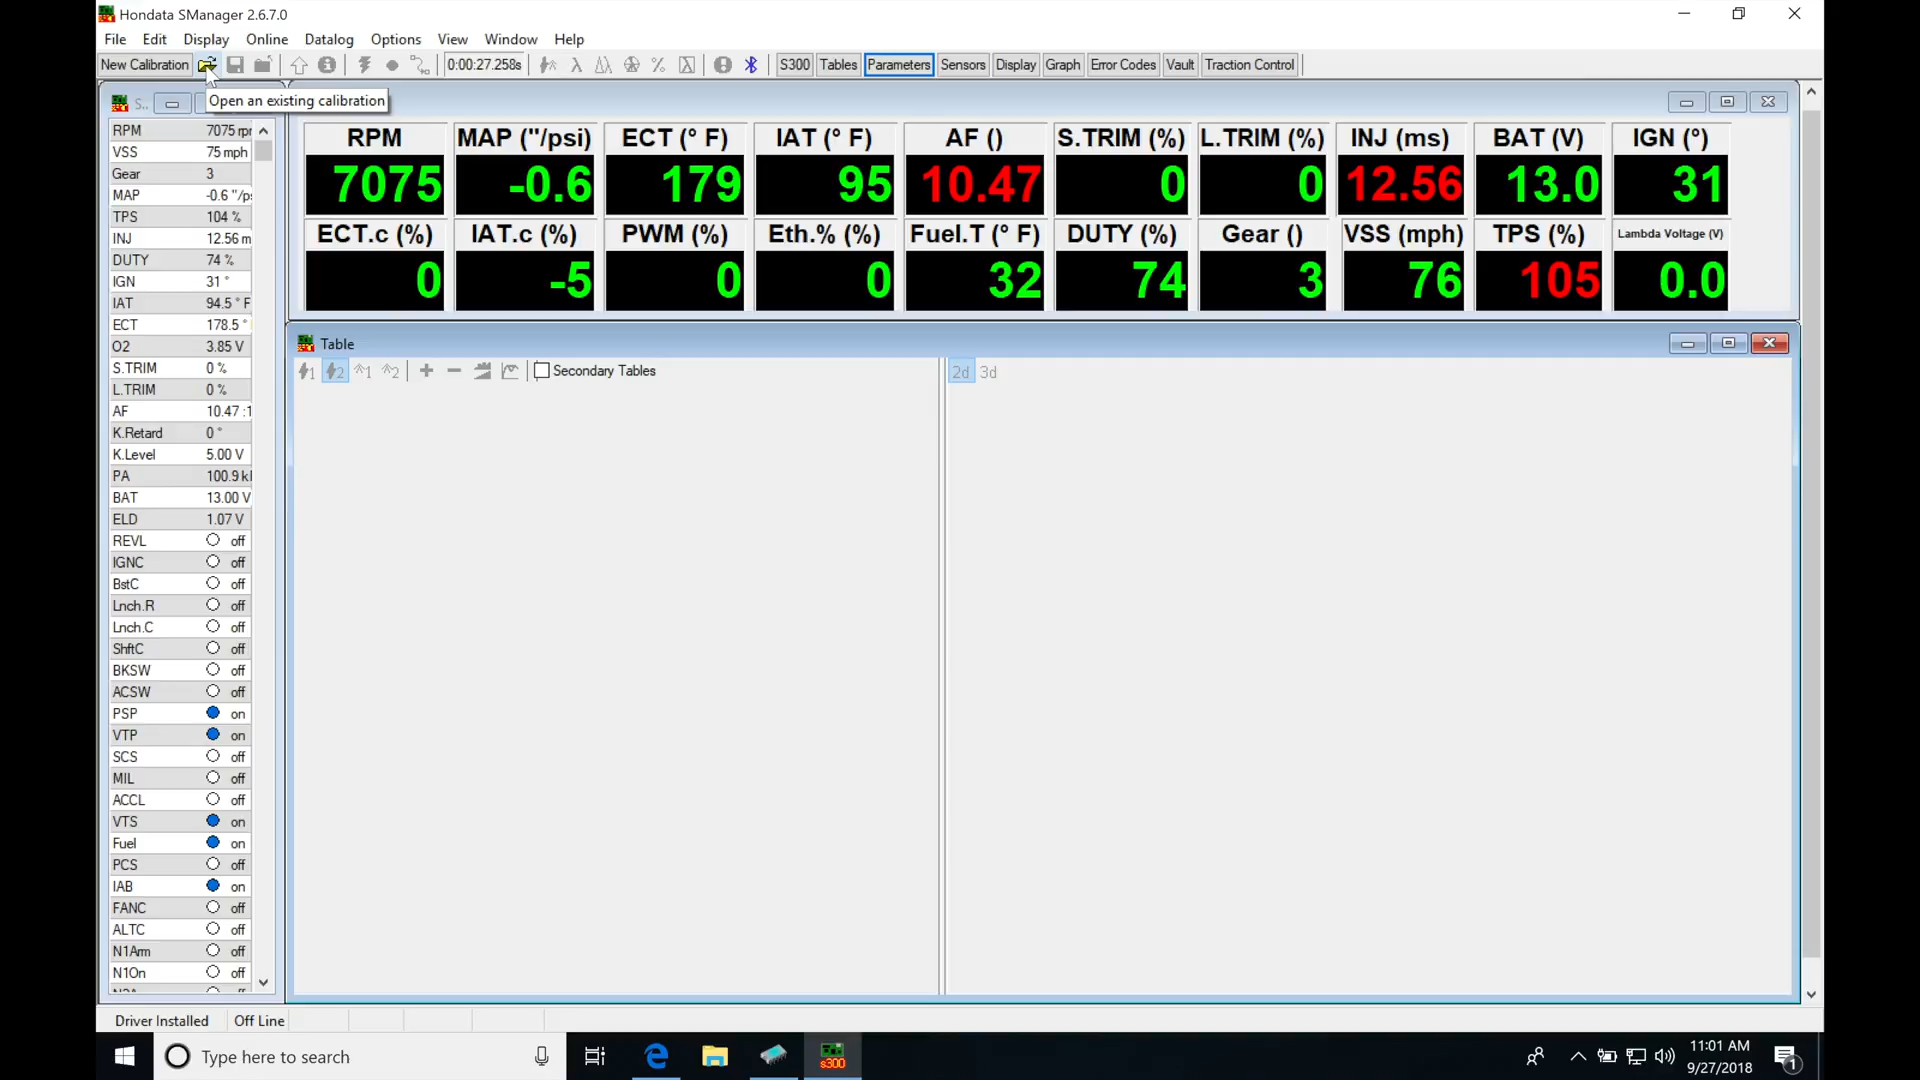 Hondata SManager 2.6.7.0
File Edit Display Online Datalog Options View Window Help
New Calibration 0:00:27.258s S300 Tables Parameters Sensors Display Graph Error Codes Vault Traction Control
Open an existing calibration
S..
RPM 7075 rp
VSS 75 mph
Gear 3
MAP -0.6 "/p
TPS 104 %
INJ 12.56 m
DUTY 74 %
IGN 31 °
IAT 94.5 ° F
ECT 178.5 °
O2 3.85 V
S.TRIM 0 %
L.TRIM 0 %
AF 10.47 :1
K.Retard 0 °
K.Level 5.00 V
PA 100.9 k
BAT 13.00 V
ELD 1.07 V
REVL off
IGNC off
BstC off
Lnch.R off
Lnch.C off
ShftC off
BKSW off
ACSW off
PSP on
VTP on
SCS off
MIL off
ACCL off
VTS on
Fuel on
PCS off
IAB on
FANC off
ALTC off
N1Arm off
N1On off
RPM MAP ("/psi) ECT (° F) IAT (° F) AF () S.TRIM (%) L.TRIM (%) INJ (ms) BAT (V) IGN (°)
7075 -0.6 179 95 10.47 0 0 12.56 13.0 31
ECT.c (%) IAT.c (%) PWM (%) Eth.% (%) Fuel.T (° F) DUTY (%) Gear () VSS (mph) TPS (%) Lambda Voltage (V)
0 -5 0 0 32 74 3 76 105 0.0
Table
1 2 1 2 Secondary Tables 2d 3d
Driver Installed Off Line
Type here to search
s300
11:01 AM
9/27/2018
1